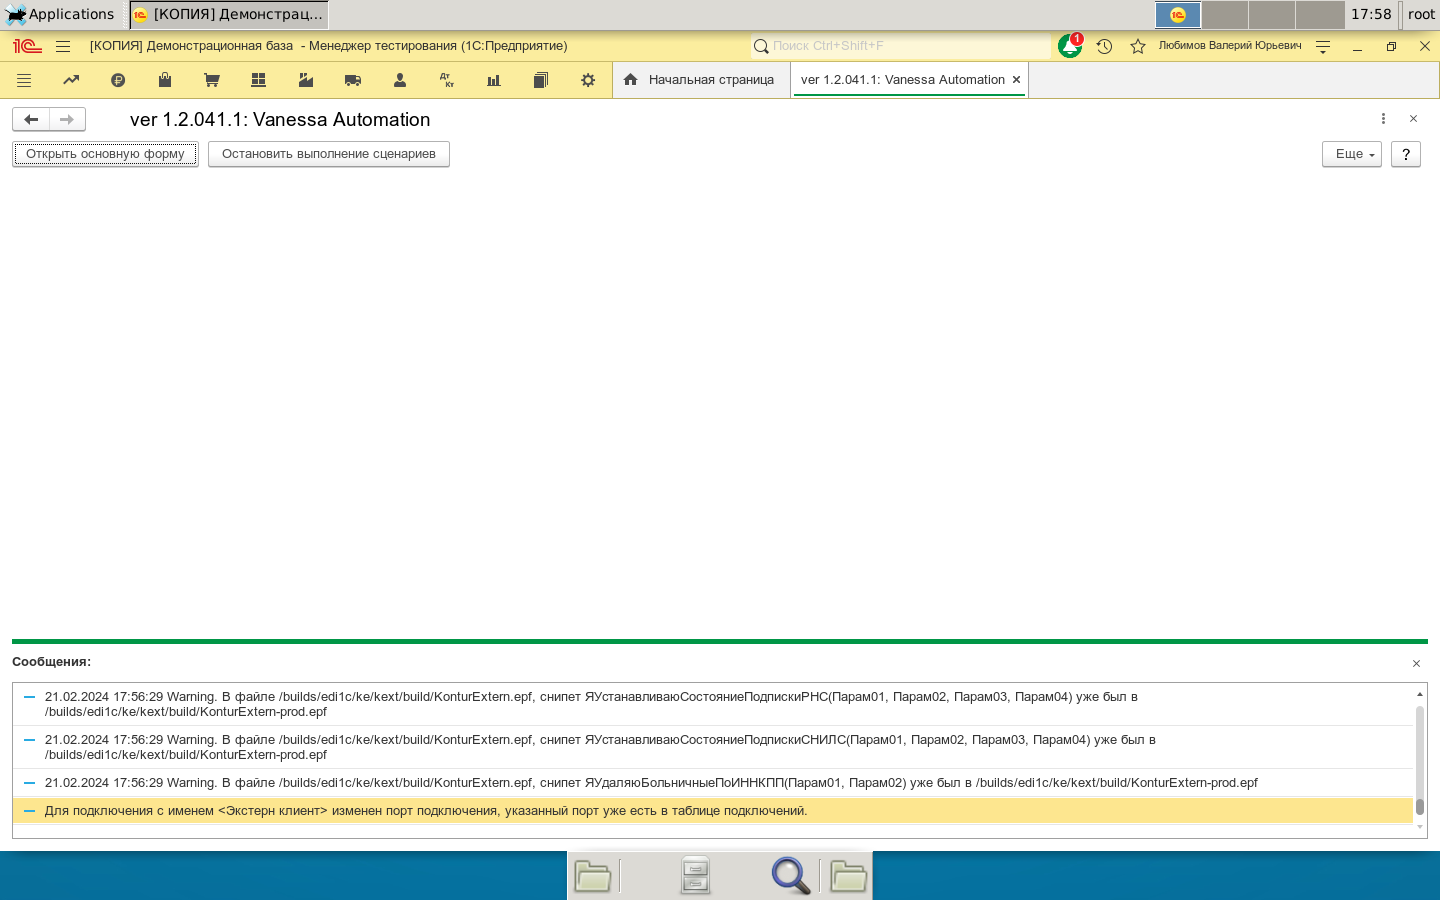 Applications
[КОПИЯ] Демонстрац...
17:58
root
[КОПИЯ] Демонстрационная база - Менеджер тестирования (1С:Предприятие)
Поиск Ctrl+Shift+F
1
Любимов Валерий Юрьевич
Дт
Кт
Начальная страница
ver 1.2.041.1: Vanessa Automation
ver 1.2.041.1: Vanessa Automation
Открыть основную форму
Остановить выполнение сценариев
Еще
?
Сообщения:
21.02.2024 17:56:29 Warning. В файле /builds/edi1c/ke/kext/build/KonturExtern.epf, снипет ЯУстанавливаюСостояниеПодпискиРНС(Парам01, Парам02, Парам03, Парам04) уже был в
/builds/edi1c/ke/kext/build/KonturExtern-prod.epf
21.02.2024 17:56:29 Warning. В файле /builds/edi1c/ke/kext/build/KonturExtern.epf, снипет ЯУстанавливаюСостояниеПодпискиСНИЛС(Парам01, Парам02, Парам03, Парам04) уже был в
/builds/edi1c/ke/kext/build/KonturExtern-prod.epf
21.02.2024 17:56:29 Warning. В файле /builds/edi1c/ke/kext/build/KonturExtern.epf, снипет ЯУдаляюБольничныеПоИННКПП(Парам01, Парам02) уже был в /builds/edi1c/ke/kext/build/KonturExtern-prod.epf
Для подключения с именем <Экстерн клиент> изменен порт подключения, указанный порт уже есть в таблице подключений.